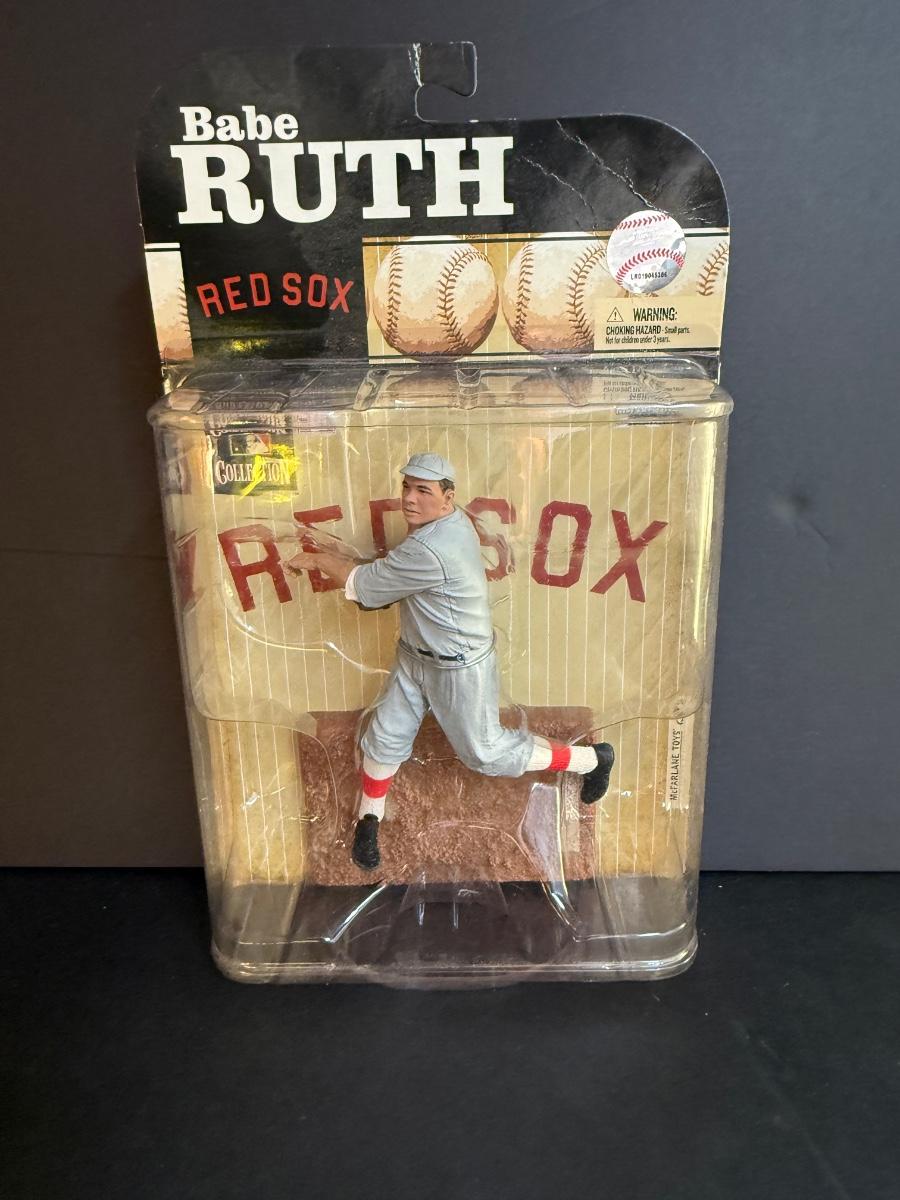 Babe
RUTH
RED SOX
LR019045386
WARNING:
CHOKING HAZARD - Small parts.
Not for children under 3 years.
COLLECTION
RED SOX
McFARLANE TOYS